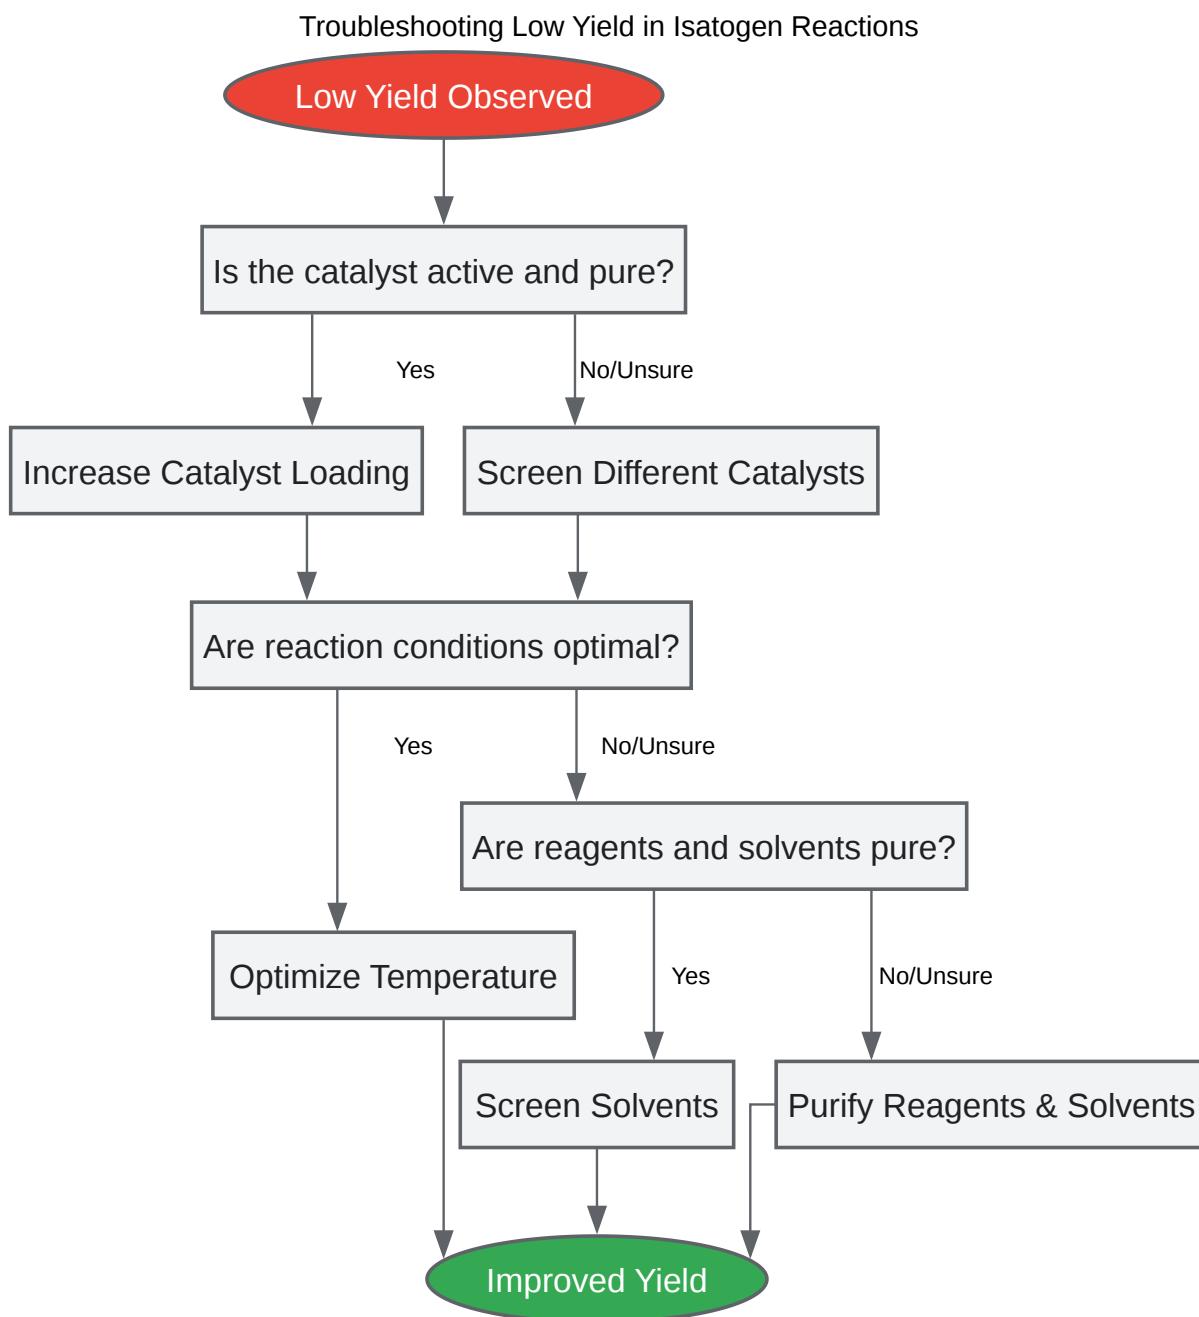 Troubleshooting Low Yield in Isatogen Reactions
Low Yield Observed
Is the catalyst active and pure?
Yes
No/Unsure
Increase Catalyst Loading
Screen Different Catalysts
Are reaction conditions optimal?
Yes
No/Unsure
Are reagents and solvents pure?
Optimize Temperature
Yes
No/Unsure
Screen Solvents
Purify Reagents & Solvents
Improved Yield